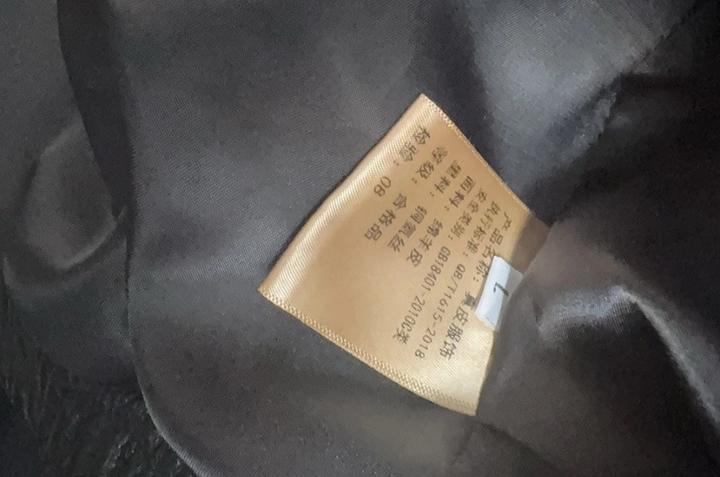 L
产品名称：真皮服饰
执行标准：QB/T1615-2018
安全类别：GB18401-2010C类
面料：绵羊皮
里料：铜氨丝
等级：合格品
检验：08